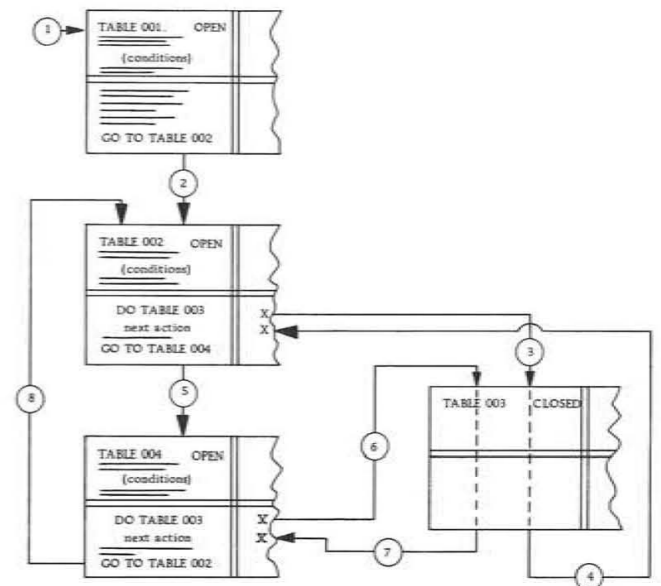 1
TABLE 001. OPEN
(conditions)
GO TO TABLE 002
2
TABLE 002 OPEN
(conditions)
DO TABLE 003 X
next action X
GO TO TABLE 004
3
5
8
TABLE 003 CLOSED
6
TABLE 004 OPEN
(conditions)
DO TABLE 003 X
next action X
GO TO TABLE 002
7
4